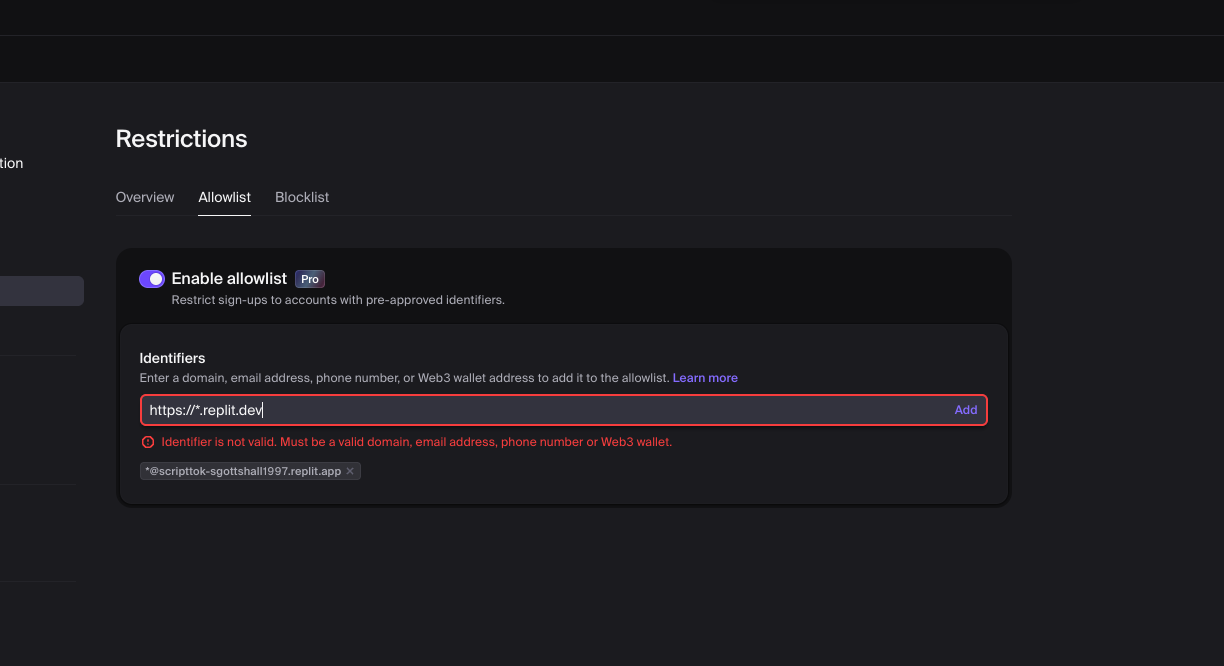 Restrictions
tion
Overview Allowlist Blocklist
Enable allowlist Pro
Restrict sign-ups to accounts with pre-approved identifiers.
Identifiers
Enter a domain, email address, phone number, or Web3 wallet address to add it to the allowlist. Learn more
https://*.replit.dev Add
Identifier is not valid. Must be a valid domain, email address, phone number or Web3 wallet.
*@scripttok-sgottshall1997.replit.app